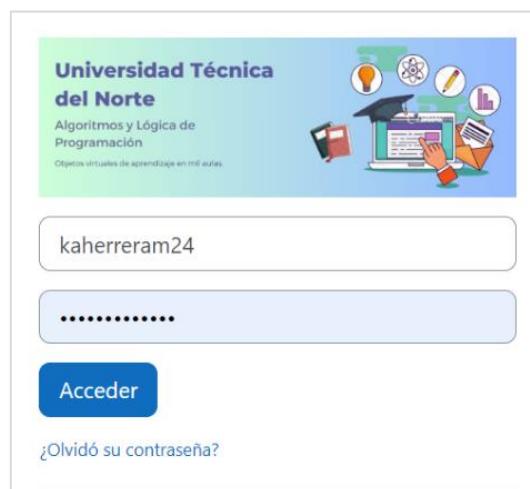 Universidad Técnica
del Norte
Algoritmos y Lógica de
Programación
Objetos virtuales de aprendizaje en mil aulas
kaherreram24
•••••••••••••
Acceder
¿Olvidó su contraseña?